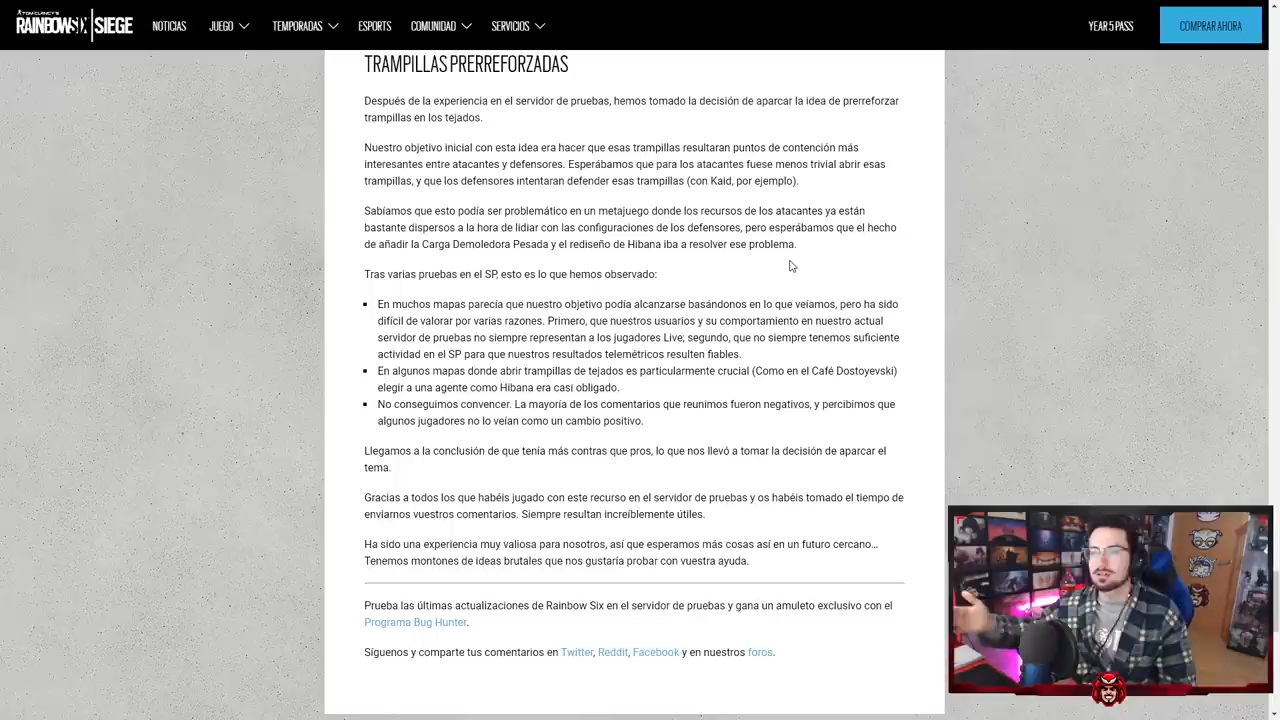 TOM CLANCY'S
RAINBOWSIX SIEGE
NOTICIAS
JUEGO
TEMPORADAS
ESPORTS
COMUNIDAD
SERVICIOS
YEAR 5 PASS
COMPRAR AHORA
TRAMPILLAS PRERREFORZADAS
Después de la experiencia en el servidor de pruebas, hemos tomado la decisión de aparcar la idea de prerreforzar
trampillas en los tejados.
Nuestro objetivo inicial con esta idea era hacer que esas trampillas resultaran puntos de contención más
interesantes entre atacantes y defensores. Esperábamos que para los atacantes fuese menos trivial abrir esas
trampillas, y que los defensores intentaran defender esas trampillas (con Kaid, por ejemplo).
Sabíamos que esto podía ser problemático en un metajuego donde los recursos de los atacantes ya están
bastante dispersos a la hora de lidiar con las configuraciones de los defensores, pero esperábamos que el hecho
de añadir la Carga Demoledora Pesada y el rediseño de Hibana iba a resolver ese problema.
Tras varias pruebas en el SP, esto es lo que hemos observado:
En muchos mapas parecía que nuestro objetivo podía alcanzarse basándonos en lo que veíamos, pero ha sido
difícil de valorar por varias razones. Primero, que nuestros usuarios y su comportamiento en nuestro actual
servidor de pruebas no siempre representan a los jugadores Live; segundo, que no siempre tenemos suficiente
actividad en el SP para que nuestros resultados telemétricos resulten fiables.
En algunos mapas donde abrir trampillas de tejados es particularmente crucial (Como en el Café Dostoyevski)
elegir a una agente como Hibana era casi obligado.
No conseguimos convencer. La mayoría de los comentarios que reunimos fueron negativos, y percibimos que
algunos jugadores no lo veían como un cambio positivo.
Llegamos a la conclusión de que tenía más contras que pros, lo que nos llevó a tomar la decisión de aparcar el
tema.
Gracias a todos los que habéis jugado con este recurso en el servidor de pruebas y os habéis tomado el tiempo de
enviarnos vuestros comentarios. Siempre resultan increíblemente útiles.
Ha sido una experiencia muy valiosa para nosotros, así que esperamos más cosas así en un futuro cercano...
Tenemos montones de ideas brutales que nos gustaría probar con vuestra ayuda.
Prueba las últimas actualizaciones de Rainbow Six en el servidor de pruebas y gana un amuleto exclusivo con el
Programa Bug Hunter.
Síguenos y comparte tus comentarios en Twitter, Reddit, Facebook y en nuestros foros.